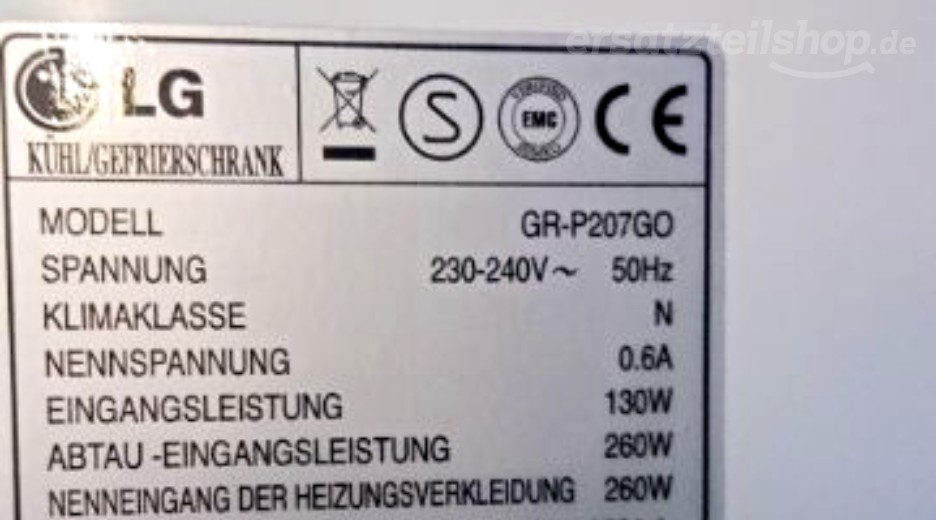 ersatzteilshop.de
LG
KÜHL/GEFRIERSCHRANK
S
EMC
CE
MODELL GR-P207GO
SPANNUNG 230-240V~ 50Hz
KLIMAKLASSE N
NENNSPANNUNG 0.6A
EINGANGSLEISTUNG 130W
ABTAU -EINGANGSLEISTUNG 260W
NENNEINGANG DER HEIZUNGSVERKLEIDUNG 260W